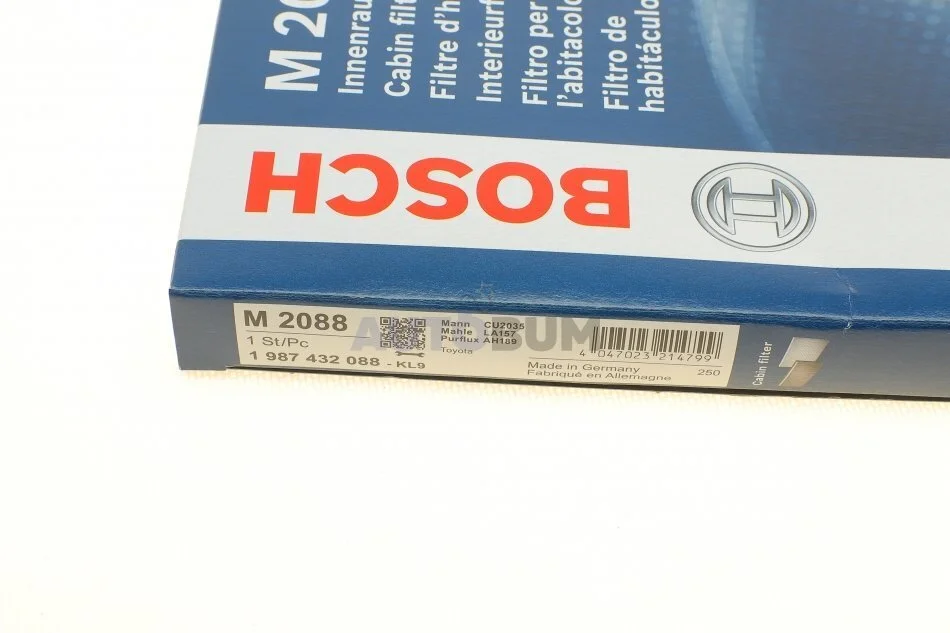 M 20
Innenrau
Cabin filt
Filtre d'h
Interieurf
Filtro per
l'abitacolo
Filtro de
habitáculo
BOSCH
M 2088
1 St/Pc
1 987 432 088 - KL9
Mann CU2035
Mahle LA157
Purflux AH189
Toyota
4 047023 214799
Made in Germany
Fabriqué en Allemagne 250
Cabin filter
AUTOBUM